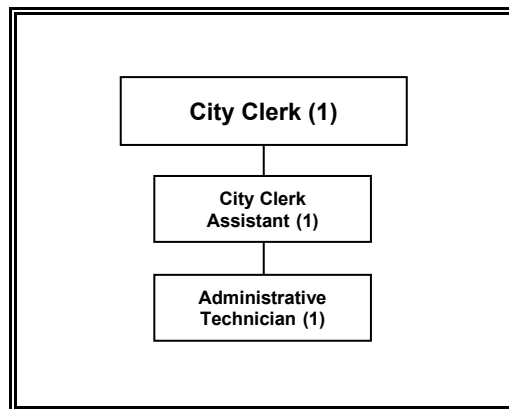 City Clerk (1)
City Clerk
Assistant (1)
Administrative
Technician (1)